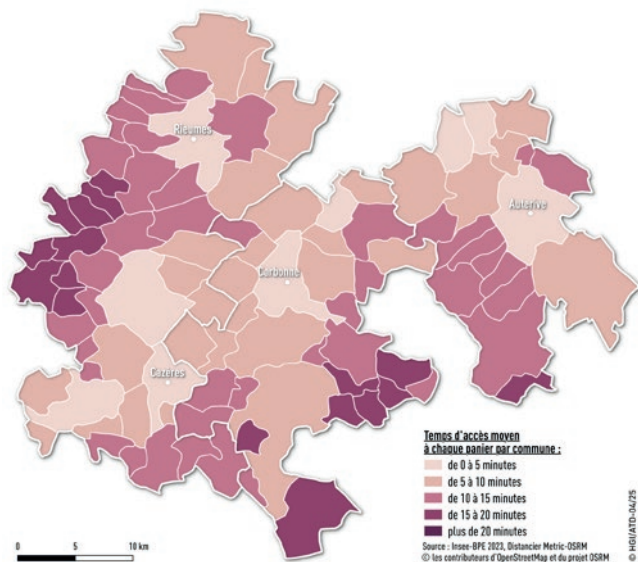 Rieumes
Auterive
Carbonne
Cazères
Temps d'accès moyen
à chaque panier par commune :
de 0 à 5 minutes
de 5 à 10 minutes
de 10 à 15 minutes
de 15 à 20 minutes
plus de 20 minutes
Source : Insee-BPE 2023, Distancier Metric-OSRM
© les contributeurs d'OpenStreetMap et du projet OSRM
0 5 10 km
© HGI/ATD-04/25